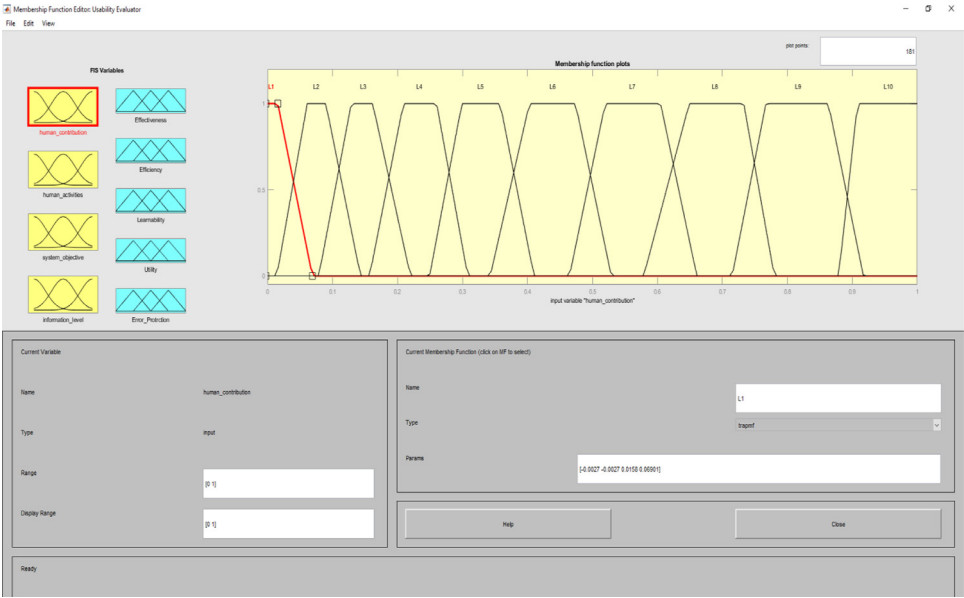 Membership Function Editor: Usability Evaluator
File Edit View
FIS Variables
human_contribution
human_activities
system_objective
information_level
Effectiveness
Efficiency
Learnability
Utility
Error_Protction
plot points:
181
Membership function plots
L1 L2 L3 L4 L5 L6 L7 L8 L9 L10
1
0.5
0
0 0.1 0.2 0.3 0.4 0.5 0.6 0.7 0.8 0.9 1
input variable "human_contribution"
Current Variable
Name human_contribution
Type input
Range [0 1]
Display Range [0 1]
Current Membership Function (click on MF to select)
Name L1
Type trapmf
Params [-0.0027 -0.0027 0.0158 0.06981]
Help Close
Ready